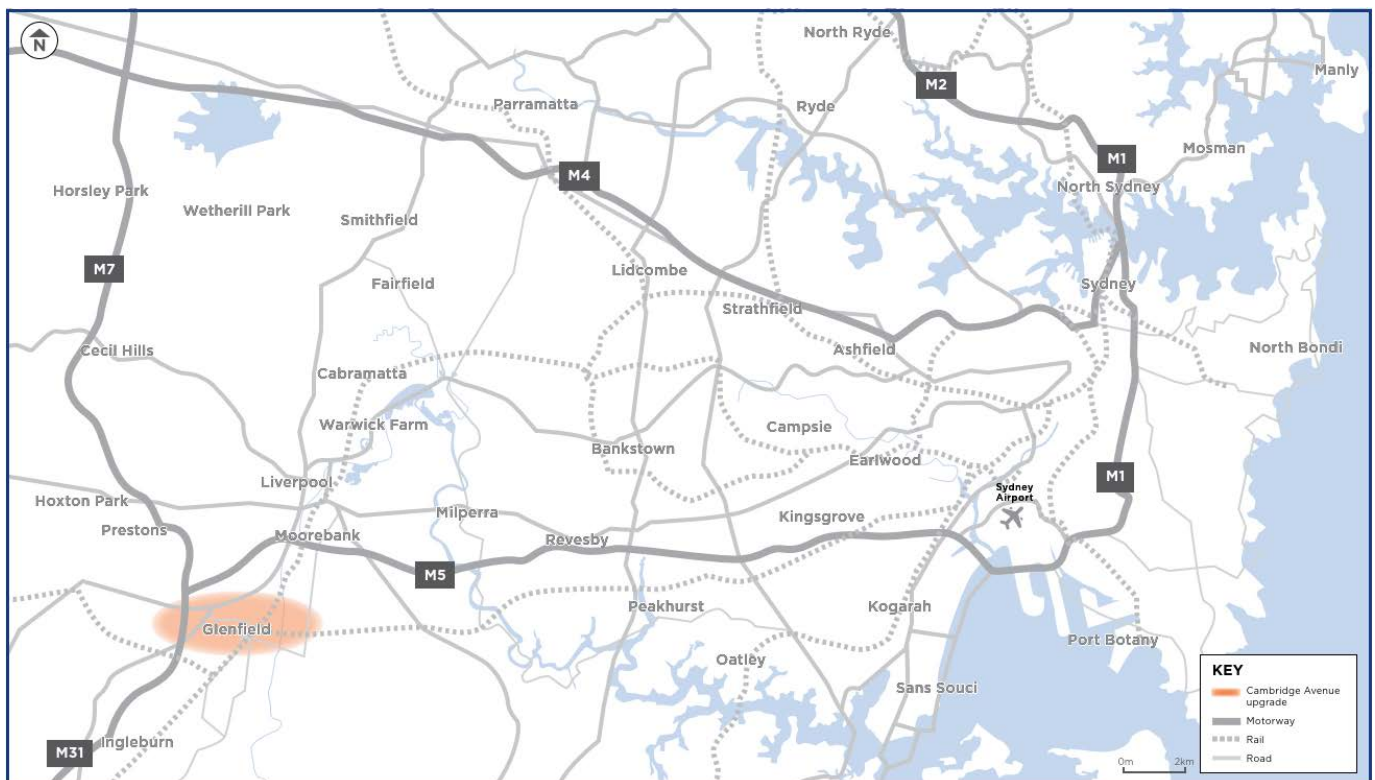 N
North Ryde
Manly
M2
Parramatta
Ryde
Mosman
M1
M4
North Sydney
Horsley Park
Wetherill Park
Smithfield
M7
Lidcombe
Fairfield
Sydney
Strathfield
Cecil Hills
Ashfield
North Bondi
Cabramatta
Warwick Farm
Campsie
Bankstown
Earlwood
Liverpool
M1
Hoxton Park
Sydney
Airport
Milperra
Kingsgrove
Prestons
Moorebank
Revesby
M5
Peakhurst
Kogarah
Glenfield
Port Botany
Oatley
Sans Souci
Ingleburn
M31
KEY
Cambridge Avenue
upgrade
Motorway
Rail
Road
0m 2km